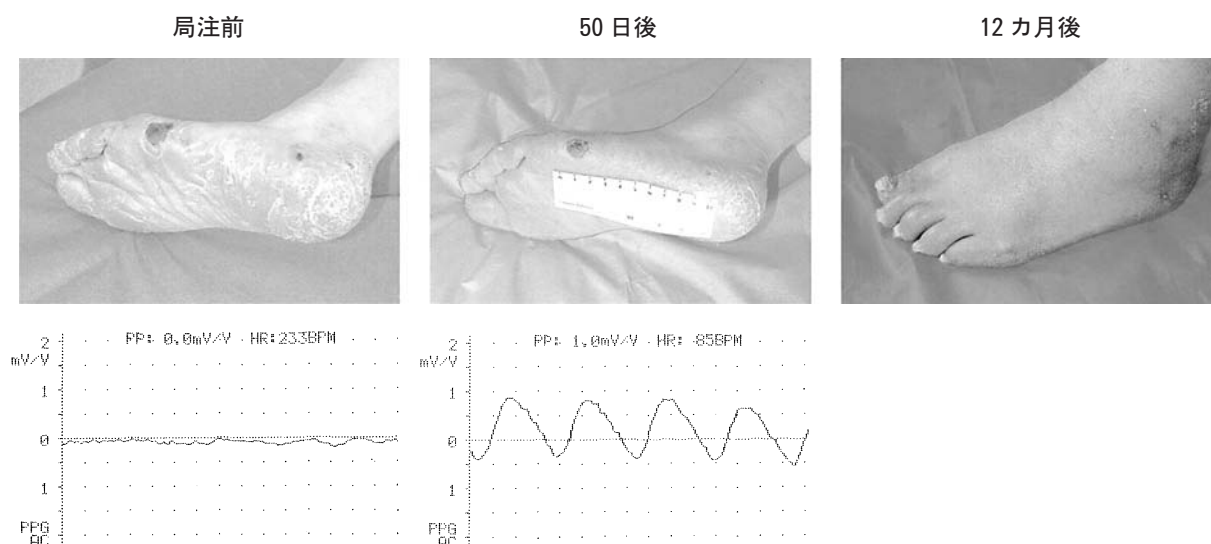 局注前
50 日後
12 カ月後
PP: 0.0mV/V HR:233BPM
2
mV/V
1
0
1
PPG
AC
PP: 1.0mV/V HR: 85BPM
2
mV/V
1
0
1
PPG
AC